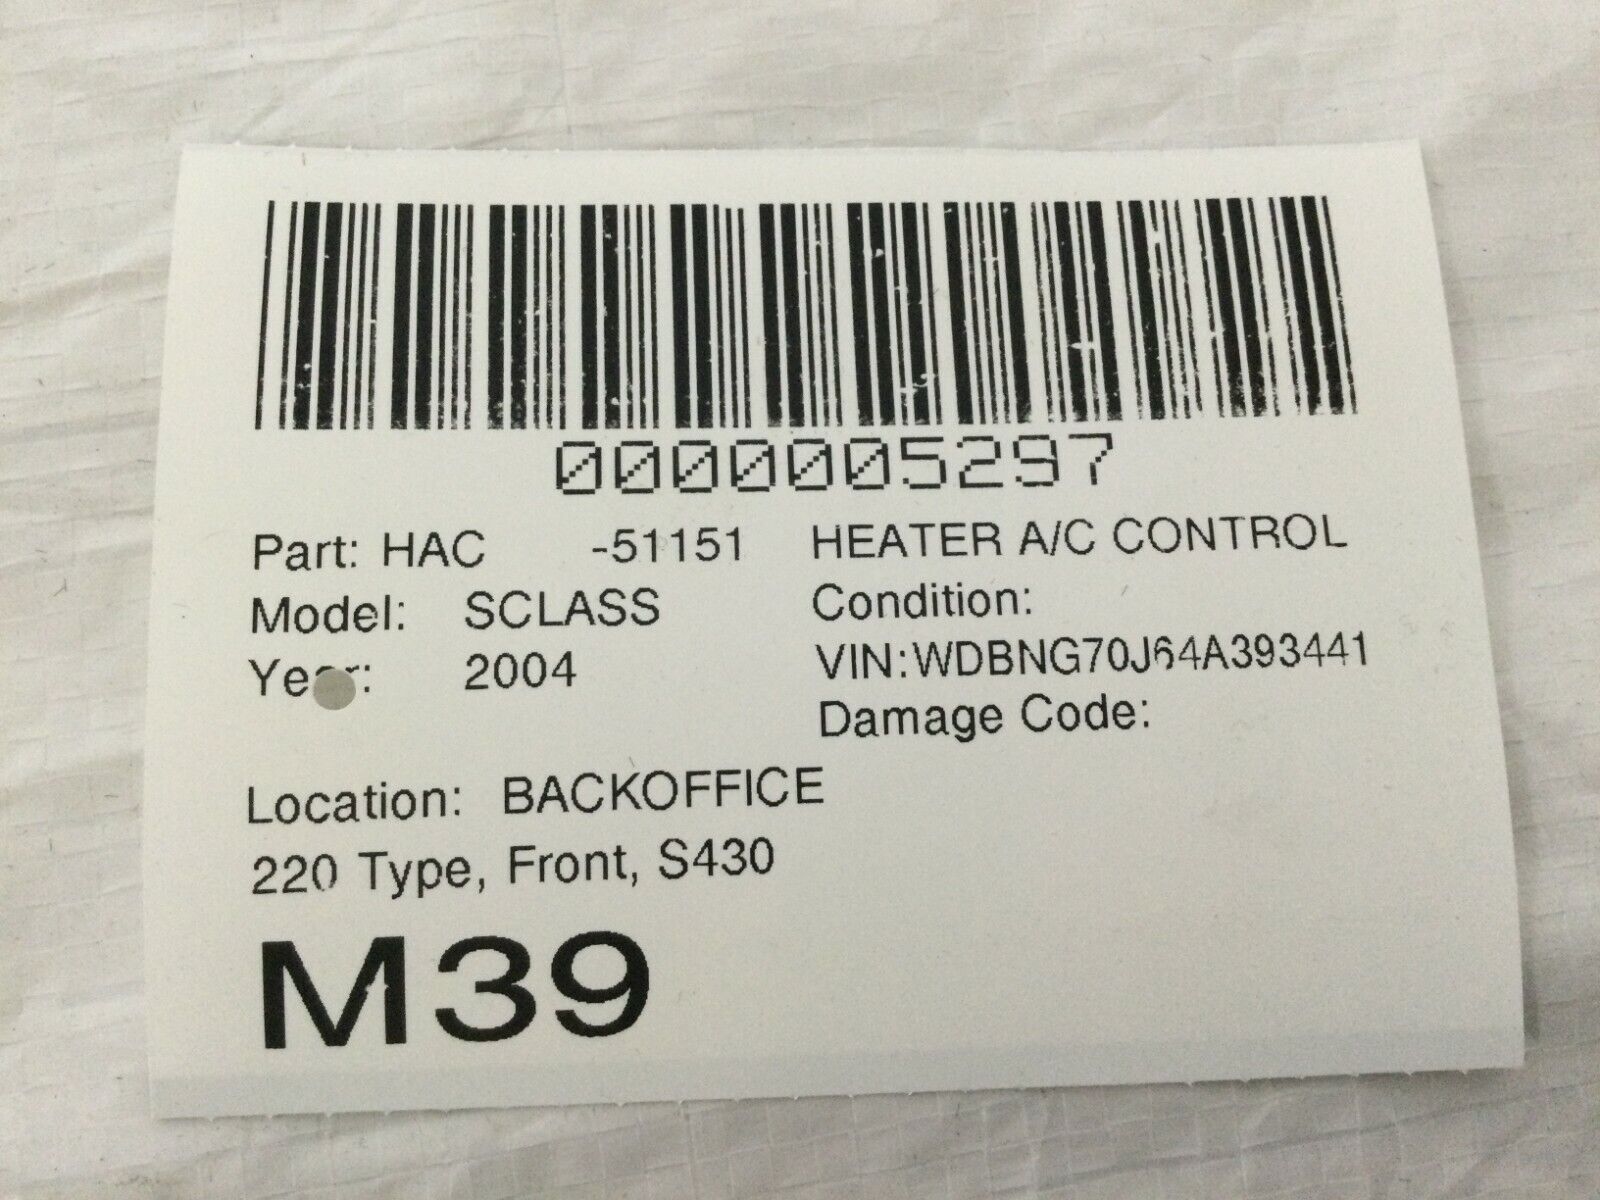 0000005297
Part: HAC -51151 HEATER A/C CONTROL
Model: SCLASS Condition:
Year: 2004 VIN:WDBNG70J64A393441
Damage Code:
Location: BACKOFFICE
220 Type, Front, S430
M39